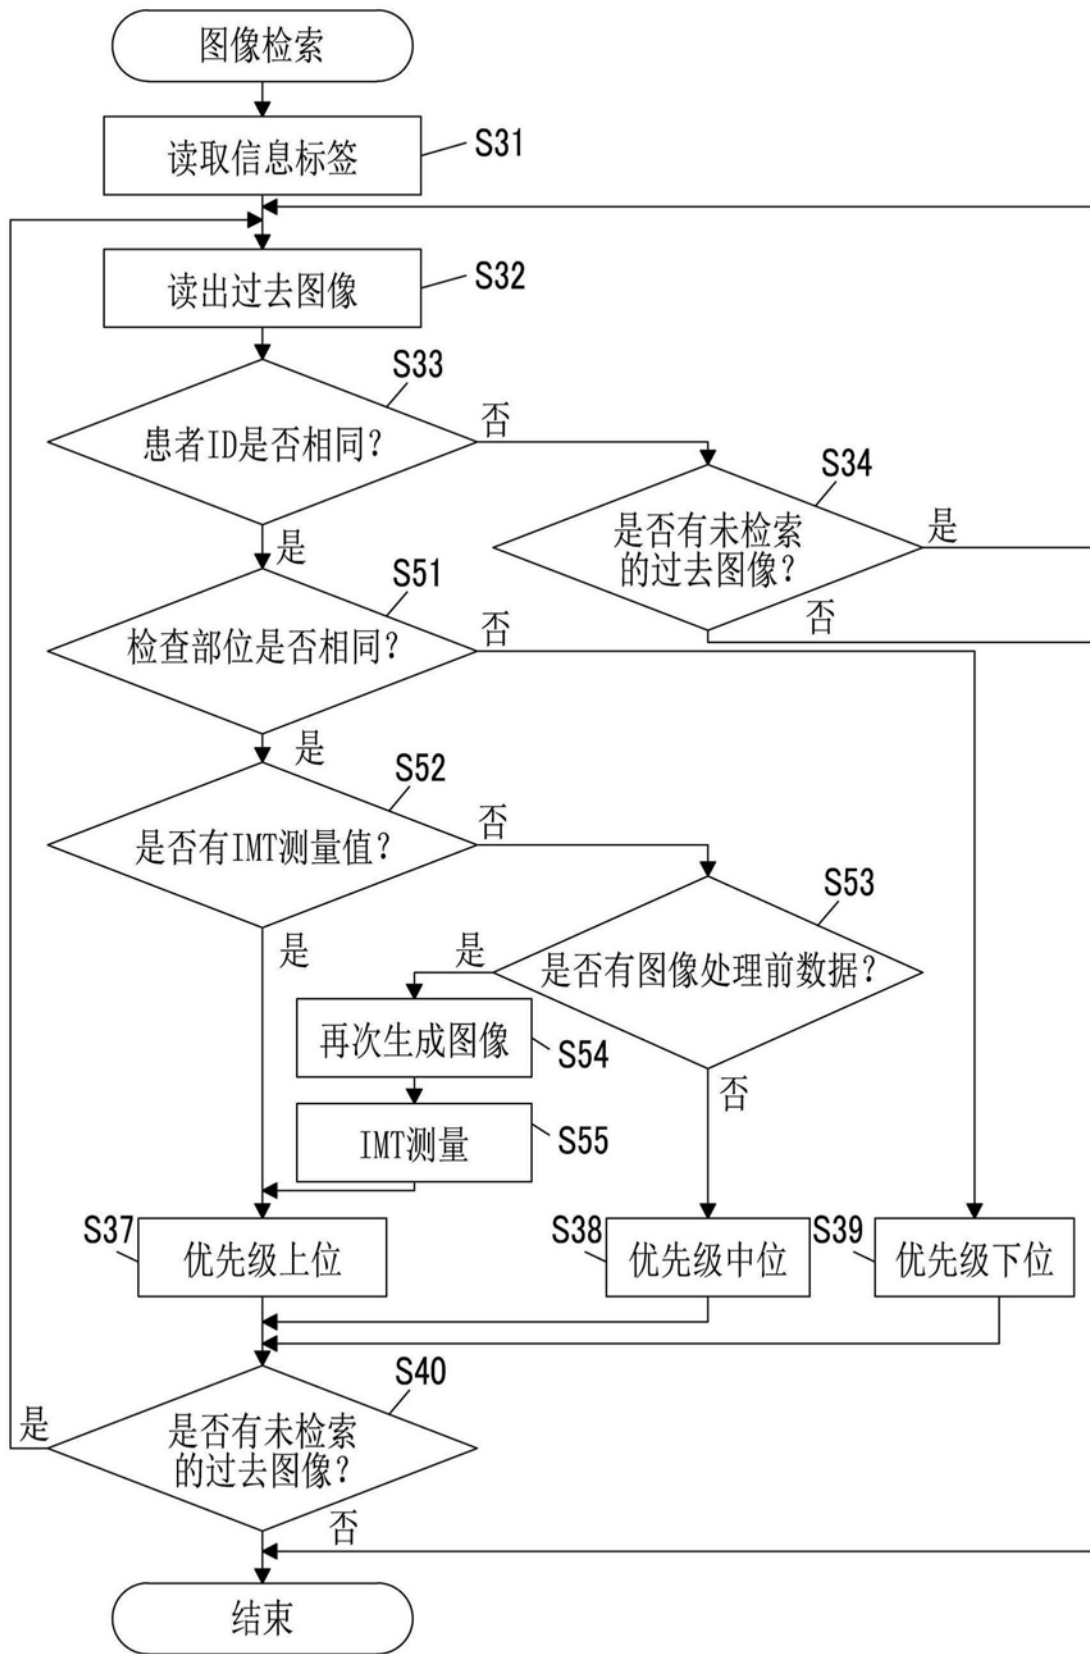 图像检索
读取信息标签
S31
读出过去图像
S32
S33
患者ID是否相同?
否
是
S34
是否有未检索
的过去图像?
是
否
S51
检查部位是否相同?
否
是
S52
是否有IMT测量值?
否
是
S53
是否有图像处理前数据?
是
否
再次生成图像
S54
IMT测量
S55
S37
优先级上位
S38
优先级中位
S39
优先级下位
S40
是否有未检索
的过去图像?
是
否
结束